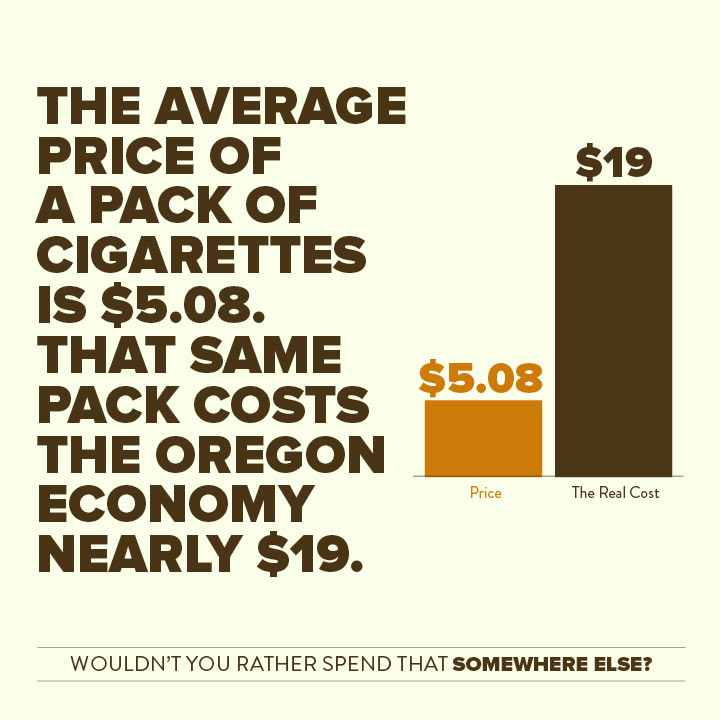 THE AVERAGE
PRICE OF
A PACK OF
CIGARETTES
IS $5.08.
THAT SAME
PACK COSTS
THE OREGON
ECONOMY
NEARLY $19.
$19
$5.08
Price
The Real Cost
WOULDN'T YOU RATHER SPEND THAT SOMEWHERE ELSE?